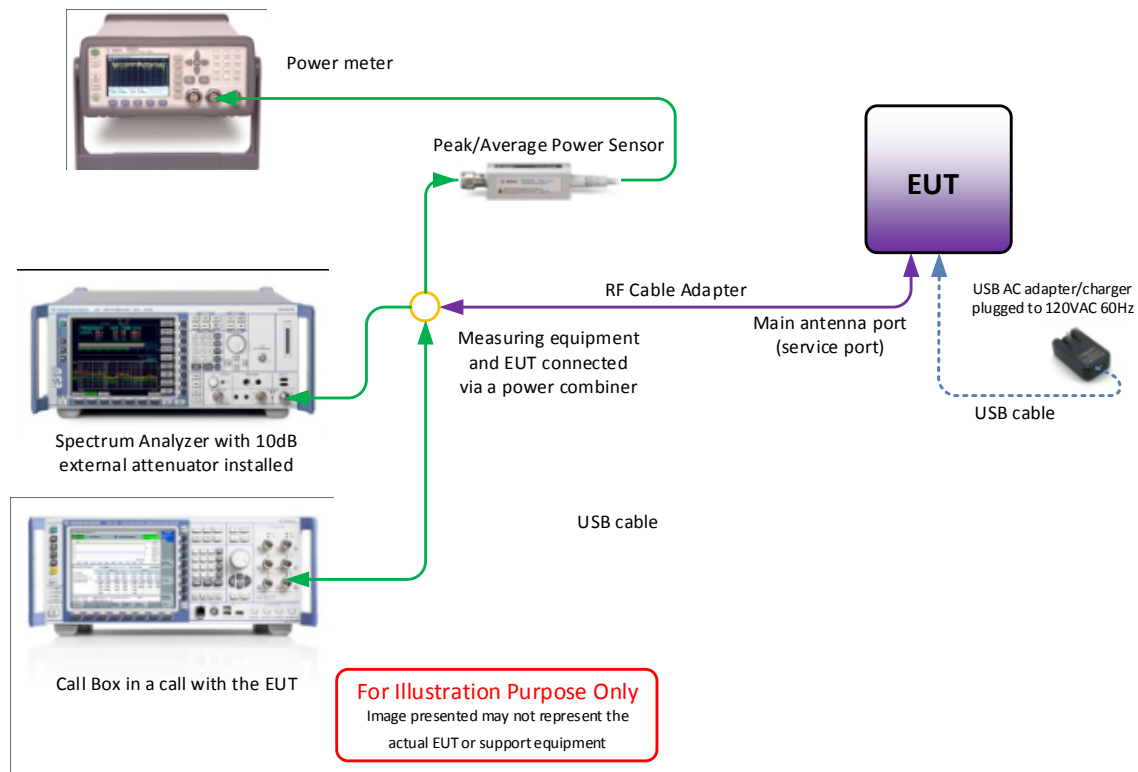 Power meter
Peak/Average Power Sensor
EUT
RF Cable Adapter
USB AC adapter/charger
plugged to 120VAC 60Hz
Main antenna port
(service port)
Measuring equipment
and EUT connected
via a power combiner
USB cable
Spectrum Analyzer with 10dB
external attenuator installed
USB cable
Call Box in a call with the EUT
For Illustration Purpose Only
Image presented may not represent the
actual EUT or support equipment